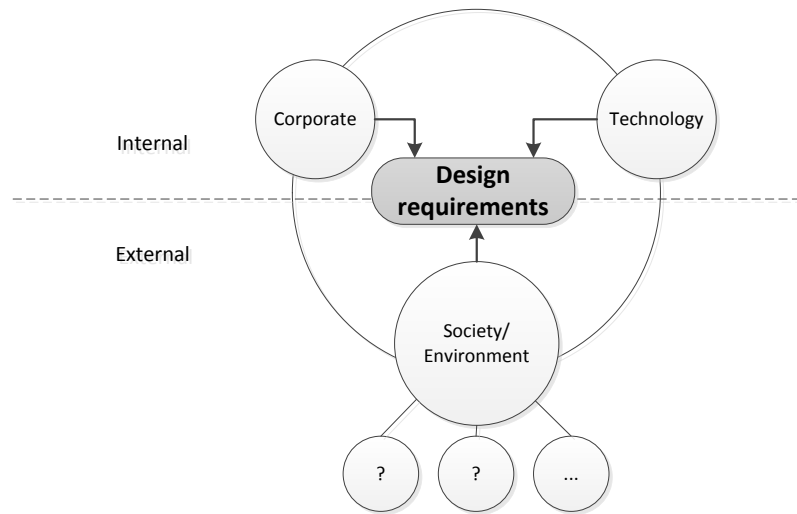 Corporate
Technology
Internal
Design
requirements
External
Society/
Environment
?
?
...